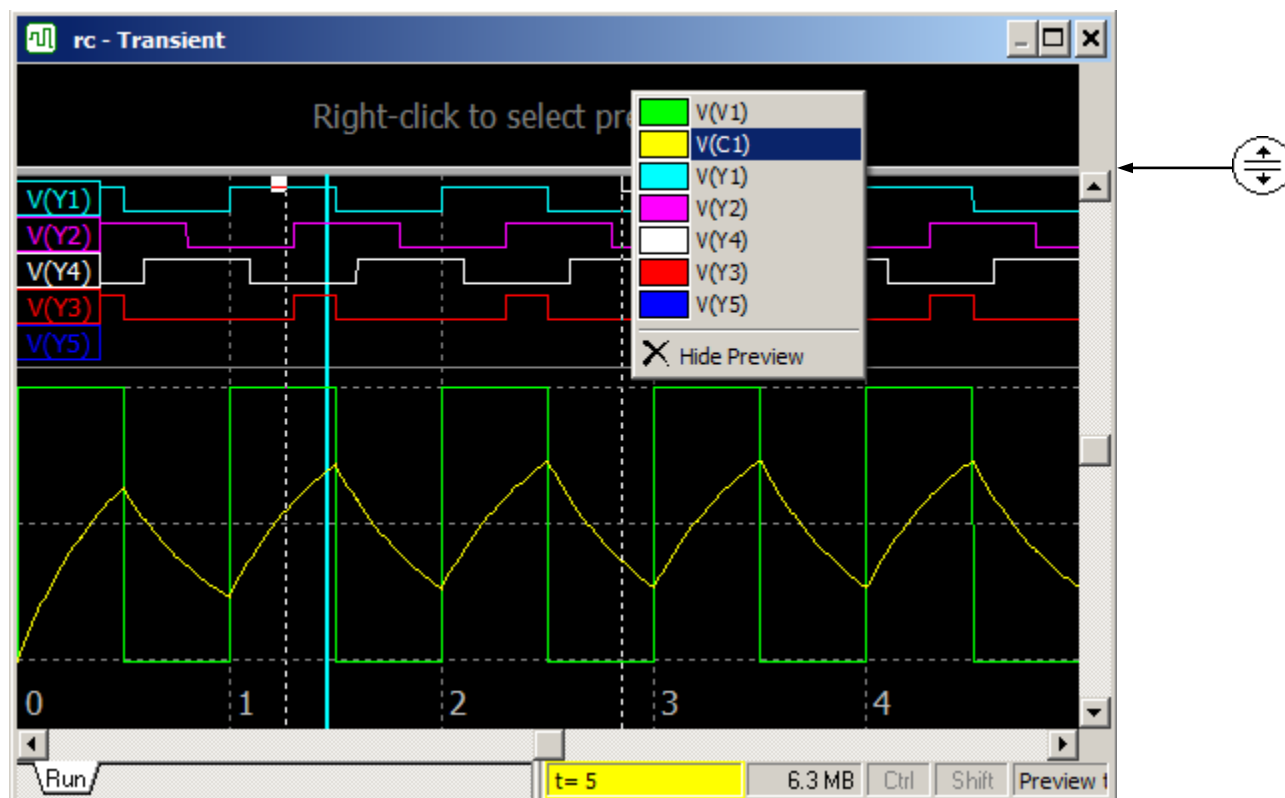 rc - Transient
Right-click to select pre
V(V1)
V(C1)
V(Y1)
V(Y2)
V(Y4)
V(Y3)
V(Y5)
Hide Preview
V(Y1)
V(Y2)
V(Y4)
V(Y3)
V(Y5)
0 1 2 3 4
Run t= 5 6.3 MB Ctrl Shift Preview t